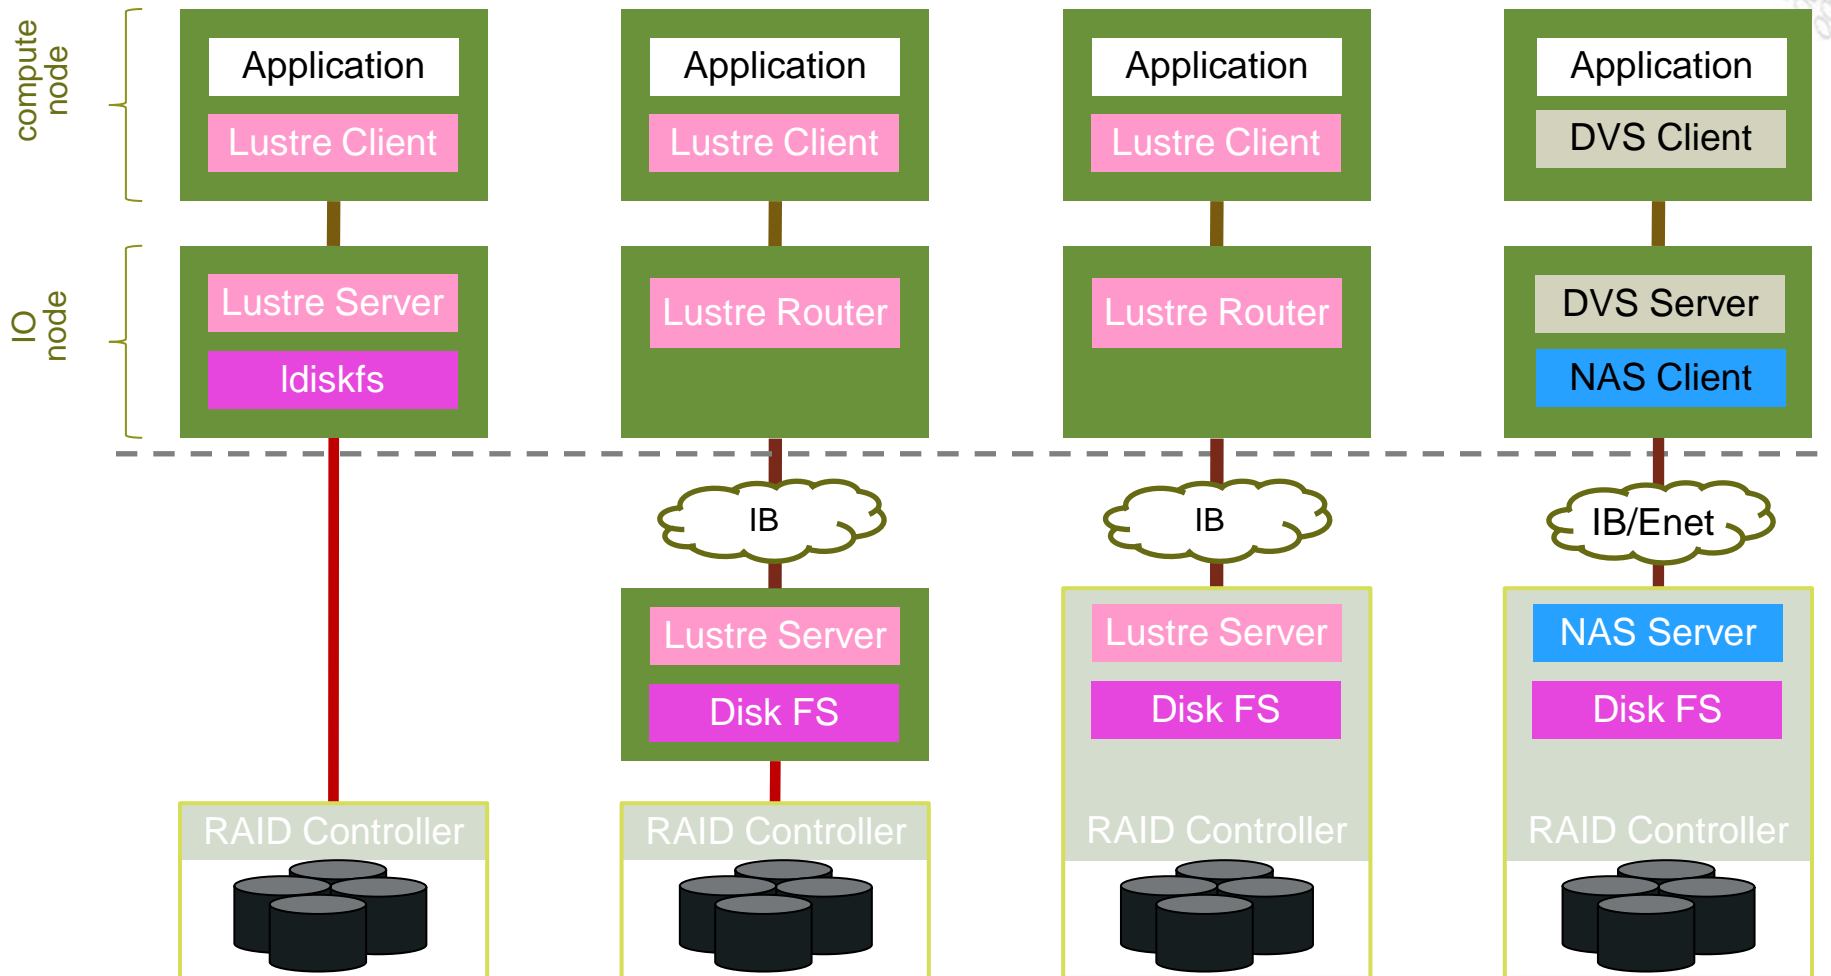 compute
node
Application
Application
Application
Application
Lustre Client
Lustre Client
Lustre Client
DVS Client
IO
node
Lustre Server
Lustre Router
Lustre Router
DVS Server
ldiskfs
NAS Client
IB
IB
IB/Enet
Lustre Server
Lustre Server
NAS Server
Disk FS
Disk FS
Disk FS
RAID Controller
RAID Controller
RAID Controller
RAID Controller